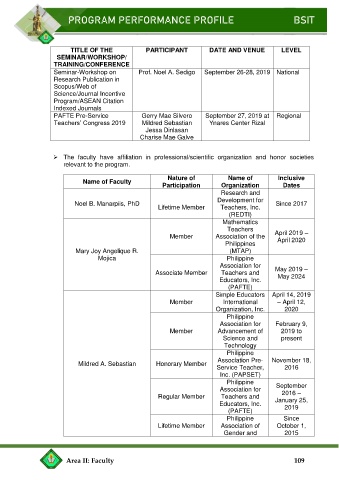 PROGRAM PERFORMANCE PROFILE BSIT
TITLE OF THE SEMINAR/WORKSHOP/TRAINING/CONFERENCE PARTICIPANT DATE AND VENUE LEVEL
Seminar-Workshop on Prof. Noel A. Sedigo September 26-28, 2019 National
Research Publication in
Scopus/Web of
Science/Journal Incentive
Program/ASEAN Citation
Indexed Journals
PAFTE Pre-Service Gerry Mae Silvero September 27, 2019 at Regional
Teachers' Congress 2019 Mildred Sebastian Ynares Center Rizal
Jessa Dinlasan
Charise Mae Galve
➢ The faculty have affiliation in professional/scientific organization and honor societies
relevant to the program.
Name of Faculty Nature of Participation Name of Organization Inclusive Dates
Noel B. Manarpiis, PhD
Lifetime Member
Research and
Development for
Teachers, Inc.
(REDTI)
Since 2017
Mary Joy Angelique R.
Mojica
Member
Mathematics
Teachers
Association of the
Philippines
(MTAP)
April 2019 –
April 2020
Associate Member
Philippine
Association for
Teachers and
Educators, Inc.
(PAFTE)
May 2019 –
May 2024
Mildred A. Sebastian
Member
Simple Educators
International
Organization, Inc.
April 14, 2019
– April 12,
2020
Member
Philippine
Association for
Advancement of
Science and
Technology
February 9,
2019 to
present
Honorary Member
Philippine
Association Pre-
Service Teacher,
Inc. (PAPSET)
November 18,
2016
Regular Member
Philippine
Association for
Teachers and
Educators, Inc.
(PAFTE)
September
2016 –
January 25,
2019
Lifetime Member
Philippine
Association of
Gender and
Since
October 1,
2015
Area II: Faculty 109